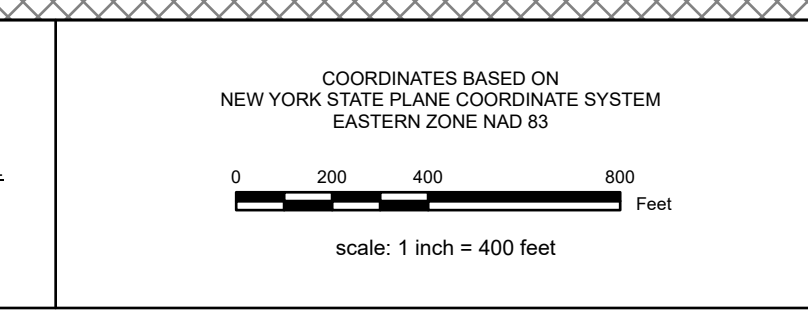 COORDINATES BASED ON
NEW YORK STATE PLANE COORDINATE SYSTEM
EASTERN ZONE NAD 83
0 200 400 800
Feet
scale: 1 inch = 400 feet